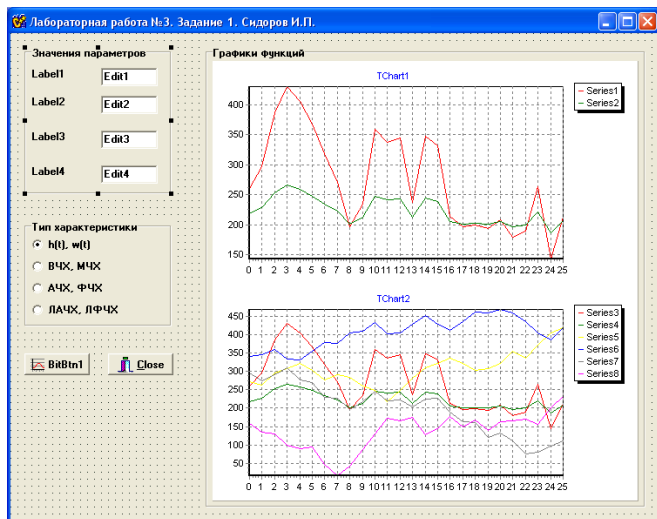 Лабораторная работа №3. Задание 1. Сидоров И.П.
Значения параметров
Label1 Edit1
Label2 Edit2
Label3 Edit3
Label4 Edit4
Тип характеристики
h(t), w(t)
ВЧХ, МЧХ
АЧХ, ФЧХ
ЛАЧХ, ЛФЧХ
BitBtn1
Close
Графики функций
TChart1
Series1
Series2
400
350
300
250
200
150
0 1 2 3 4 5 6 7 8 9 10 11 12 13 14 15 16 17 18 19 20 21 22 23 24 25
TChart2
Series3
Series4
Series5
Series6
Series7
Series8
450
400
350
300
250
200
150
100
50
0 1 2 3 4 5 6 7 8 9 10 11 12 13 14 15 16 17 18 19 20 21 22 23 24 25